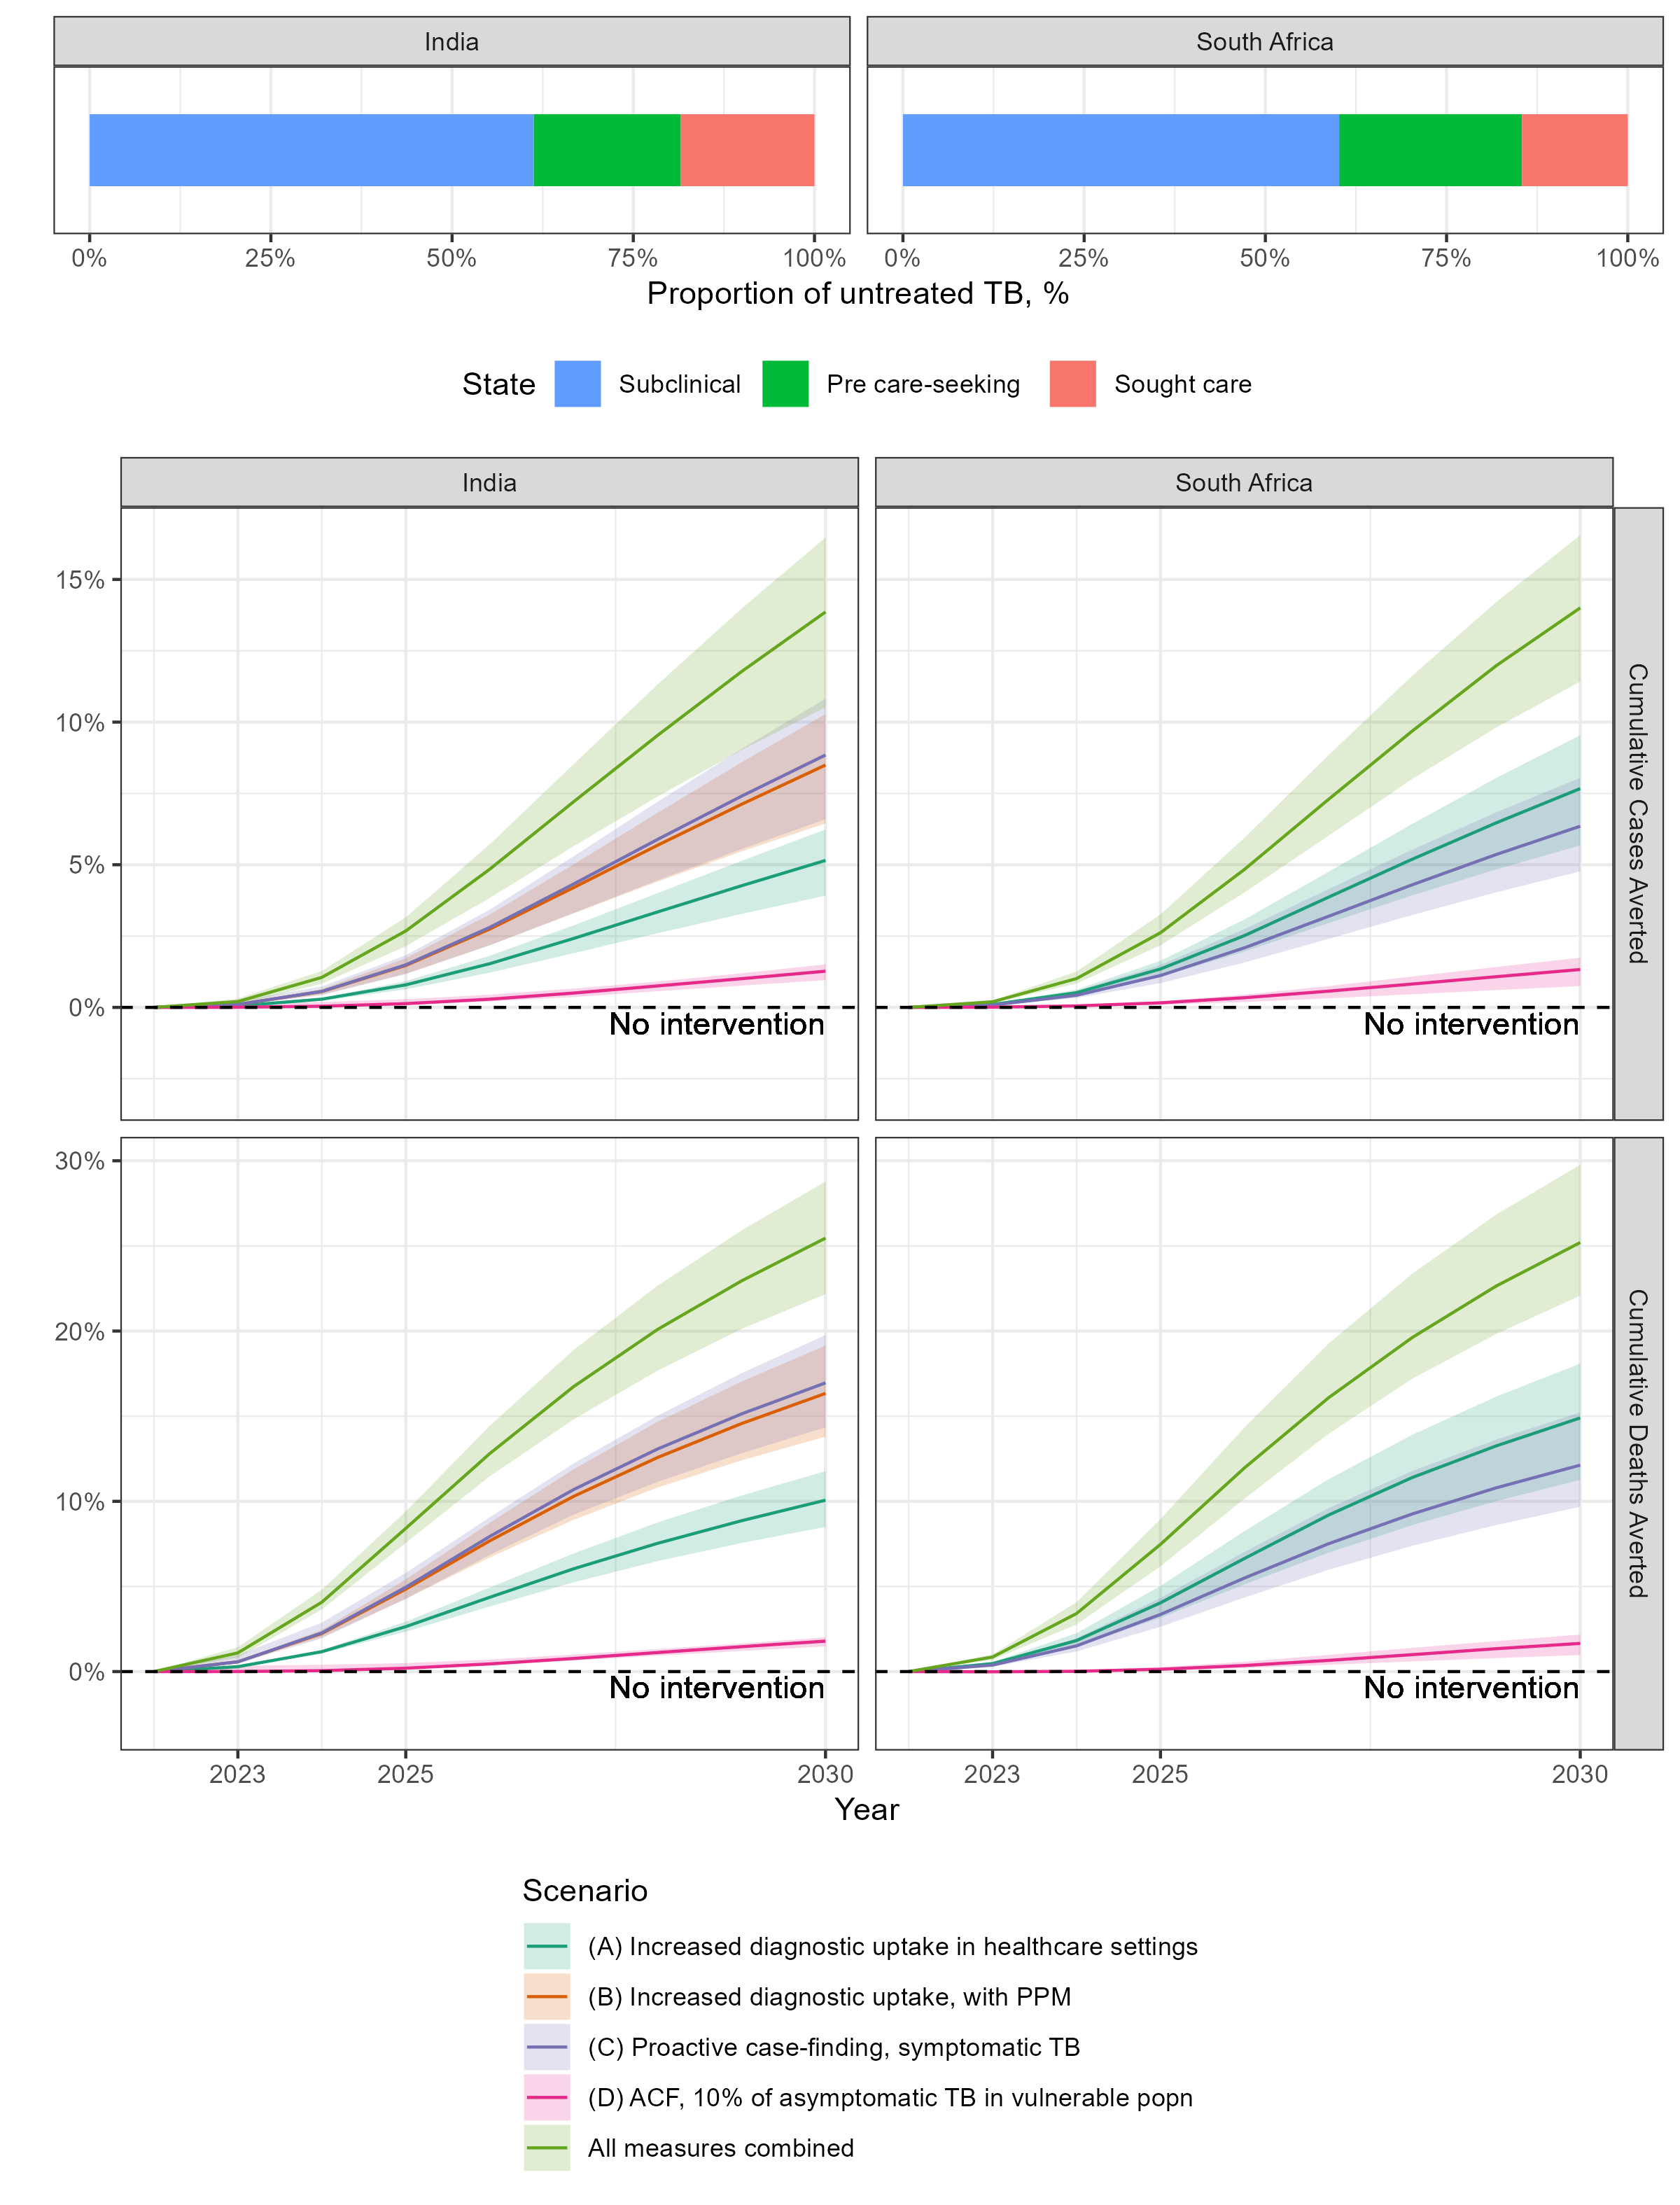 India
South Africa
0% 25% 50% 75% 100%
0% 25% 50% 75% 100%
Proportion of untreated TB, %
State Subclinical Pre care-seeking Sought care
India
South Africa
15%
10%
5%
0%
No intervention
No intervention
Cumulative Cases Averted
30%
20%
10%
0%
No intervention
No intervention
Cumulative Deaths Averted
2023 2025 2030
2023 2025 2030
Year
Scenario
(A) Increased diagnostic uptake in healthcare settings
(B) Increased diagnostic uptake, with PPM
(C) Proactive case-finding, symptomatic TB
(D) ACF, 10% of asymptomatic TB in vulnerable popn
All measures combined